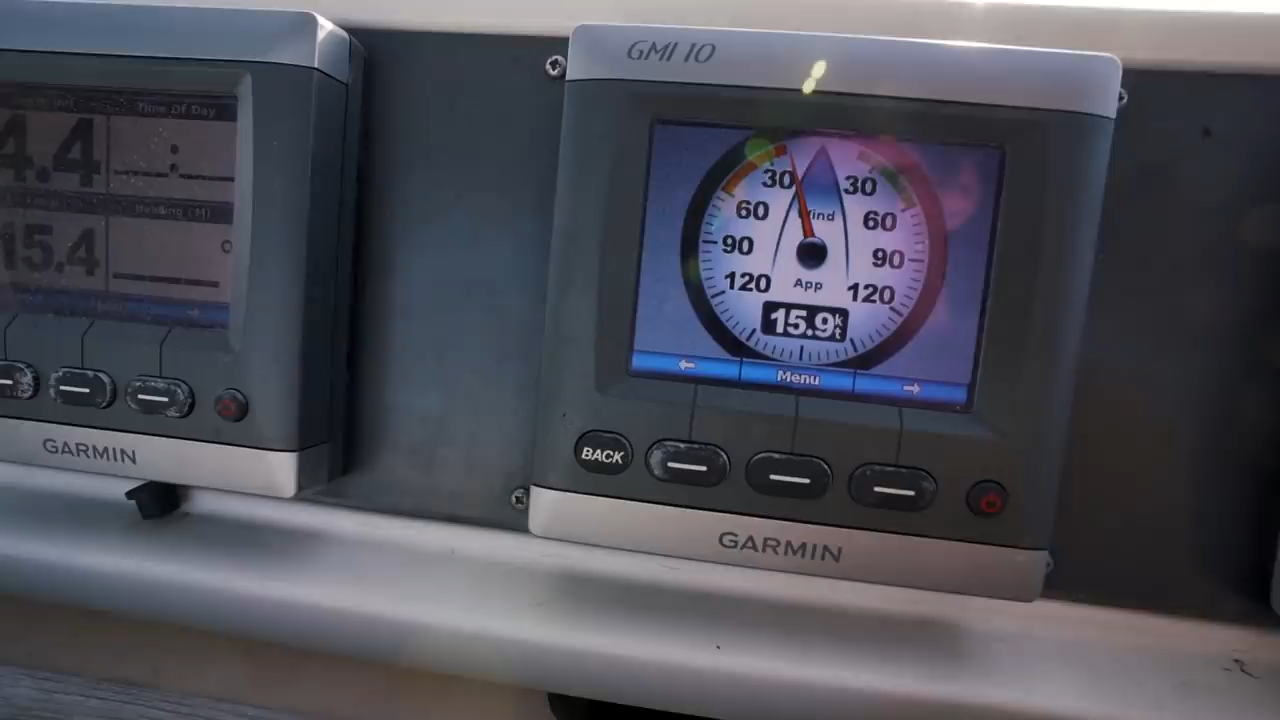 Time Of Day
4.4
:
Heading (M)
15.4
°
GARMIN
GMI 10
30 30
60 Wind 60
90 90
120 App 120
15.9kt
← Menu →
BACK
GARMIN